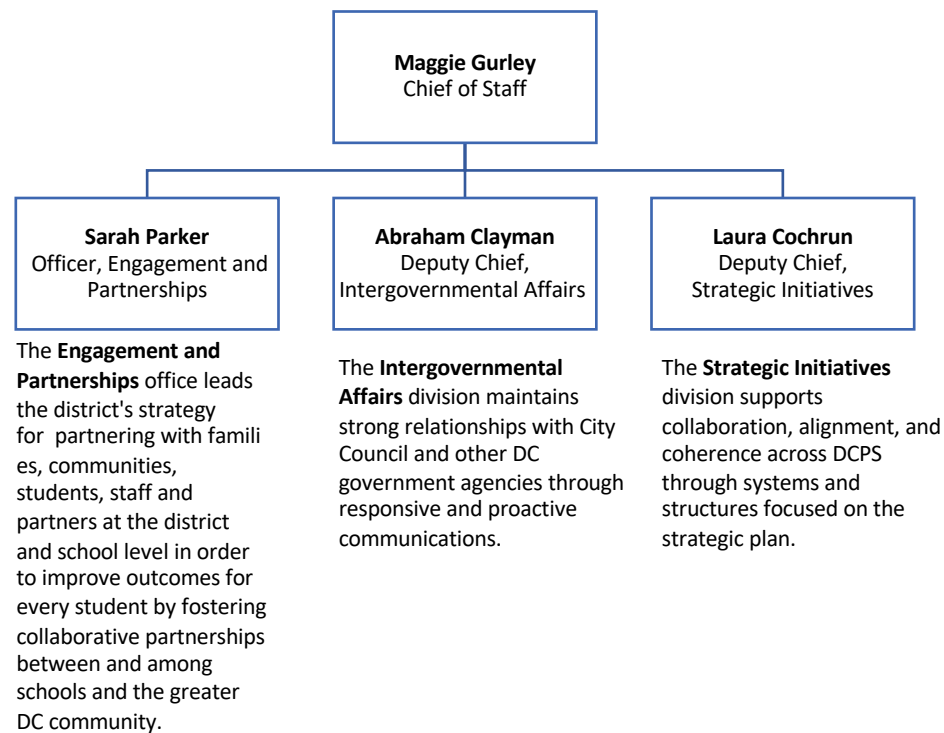 Maggie Gurley
Chief of Staff
Sarah Parker
Officer, Engagement and
Partnerships
Abraham Clayman
Deputy Chief,
Intergovernmental Affairs
Laura Cochrun
Deputy Chief,
Strategic Initiatives
The Engagement and
Partnerships office leads
the district's strategy
for partnering with famili
es, communities,
students, staff and
partners at the district
and school level in order
to improve outcomes for
every student by fostering
collaborative partnerships
between and among
schools and the greater
DC community.
The Intergovernmental
Affairs division maintains
strong relationships with City
Council and other DC
government agencies through
responsive and proactive
communications.
The Strategic Initiatives
division supports
collaboration, alignment, and
coherence across DCPS
through systems and
structures focused on the
strategic plan.